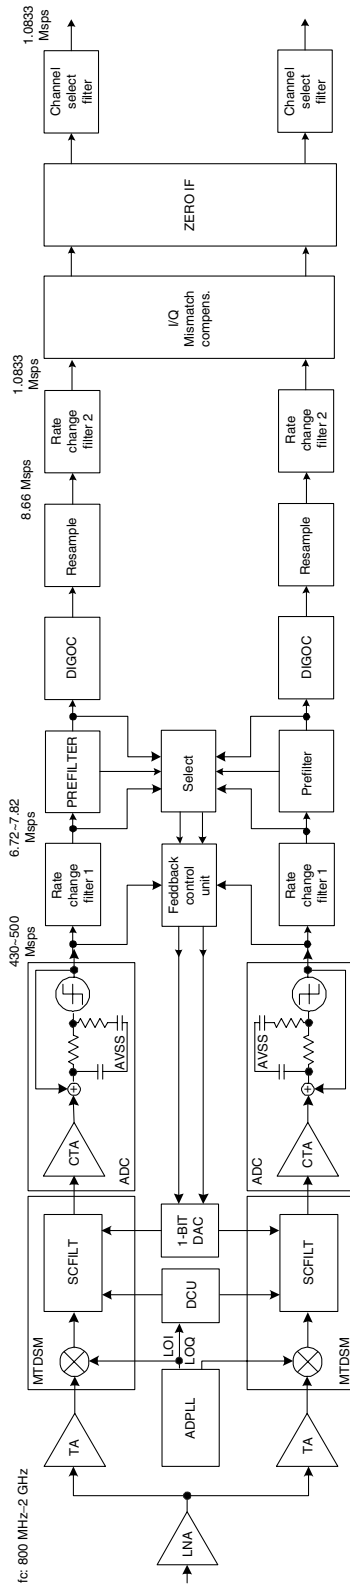 fc: 800 MHz–2 GHz
LNA
TA
TA
MTDSM
SCFILT
ADPLL
LOI
LOQ
DCU
1-BIT
DAC
MTDSM
SCFILT
ADC
CTA
AVSS
ADC
CTA
AVSS
430~500
Msps
Rate
change
filter 1
Feddback
control
unit
Rate
change
filter 1
6.72~7.82
Msps
PREFILTER
Select
Prefilter
DIGOC
DIGOC
Resample
Resample
8.66 Msps
Rate
change
filter 2
Rate
change
filter 2
1.0833
Msps
I/Q
Mismatch
compens.
ZERO IF
Channel
select
filter
Channel
select
filter
1.0833
Msps